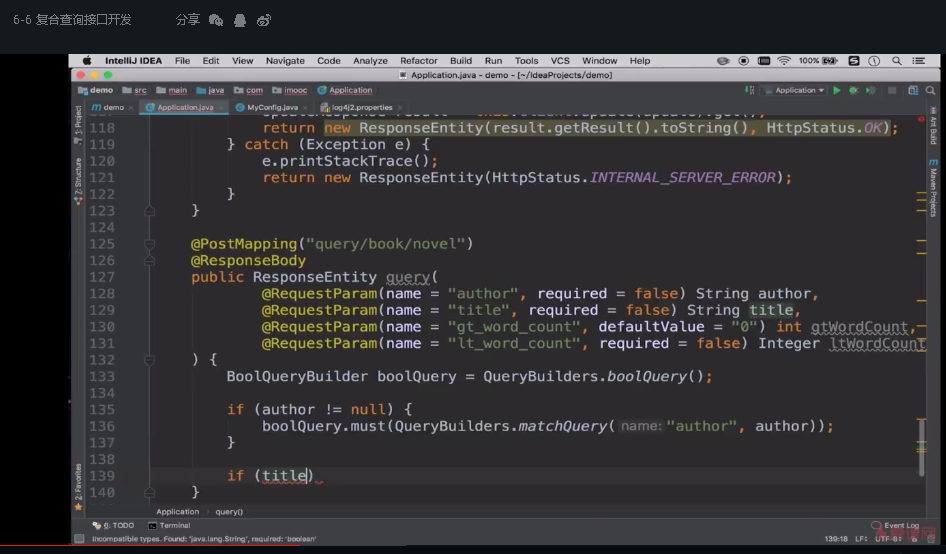 6-6 复合查询接口开发 分享
IntelliJ IDEA File Edit View Navigate Code Analyze Refactor Build Run Tools VCS Window Help 100%
Application.java - demo - [~/IdeaProjects/demo]
demo src main java com imooc Application Application
demo Application.java MyConfig.java log4j2.properties
118 return new ResponseEntity(result.getResult().toString(), HttpStatus.OK);
119 } catch (Exception e) {
120 e.printStackTrace();
121 return new ResponseEntity(HttpStatus.INTERNAL_SERVER_ERROR);
122 }
123 }
124
125 @PostMapping("query/book/novel")
126 @ResponseBody
127 public ResponseEntity query(
128 @RequestParam(name = "author", required = false) String author,
129 @RequestParam(name = "title", required = false) String title,
130 @RequestParam(name = "gt_word_count", defaultValue = "0") int gtWordCount,
131 @RequestParam(name = "lt_word_count", required = false) Integer ltWordCount
132 ) {
133 BoolQueryBuilder boolQuery = QueryBuilders.boolQuery();
134
135 if (author != null) {
136 boolQuery.must(QueryBuilders.matchQuery( name: "author", author));
137 }
138
139 if (title)
140 }
1: Project
7: Structure
2: Favorites
Ant Build
m Maven Projects
Application query()
6: TODO Terminal Event Log
Incompatible types. Found: 'java.lang.String', required: 'boolean' 139:18 LF÷ UTF-8÷